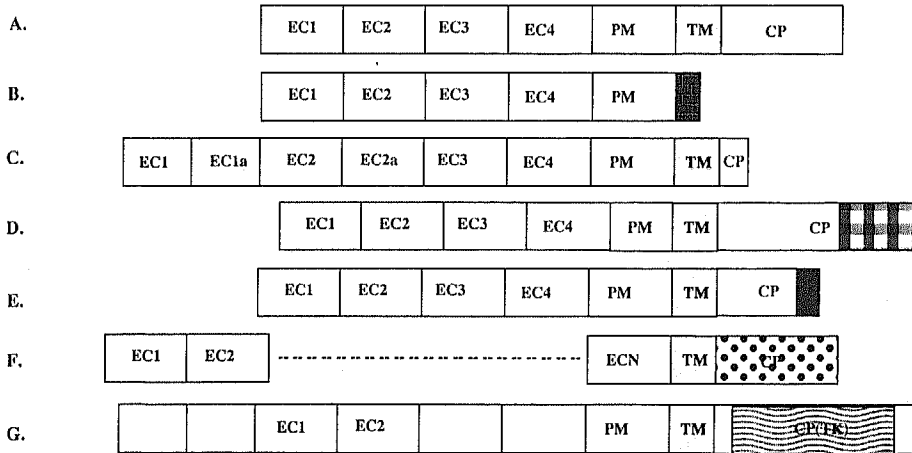 A. EC1 EC2 EC3 EC4 PM TM CP
B. EC1 EC2 EC3 EC4 PM
C. EC1 EC1a EC2 EC2a EC3 EC4 PM TM CP
D. EC1 EC2 EC3 EC4 PM TM CP
E. EC1 EC2 EC3 EC4 PM TM CP
F. EC1 EC2 ECN TM CP
G. EC1 EC2 PM TM CP(TK)